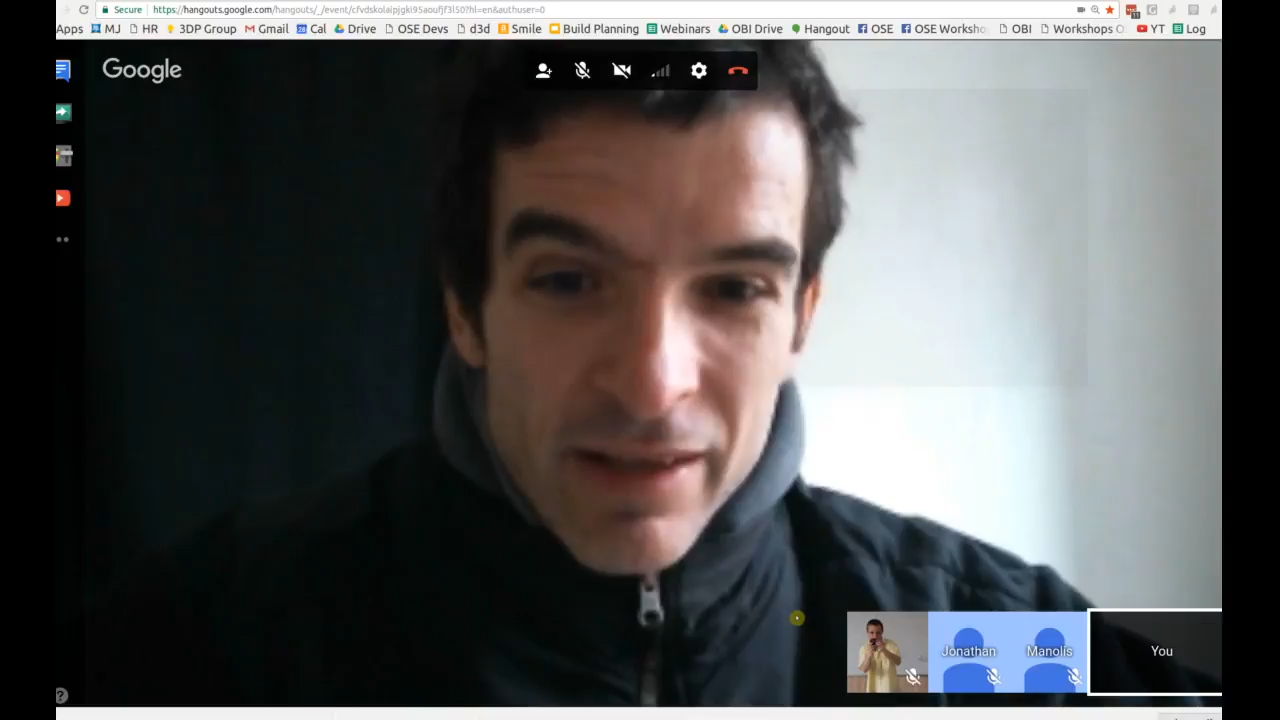 Secure https://hangouts.google.com/hangouts/_/event/cfvdskolaipjgki95aoufjf3l50?hl=en&authuser=0
Apps MJ HR 3DP Group Gmail Cal Drive OSE Devs d3d Smile Build Planning Webinars OBI Drive Hangout OSE OSE Worksho OBI Workshops O YT Log
Google
Jonathan
Manolis
You